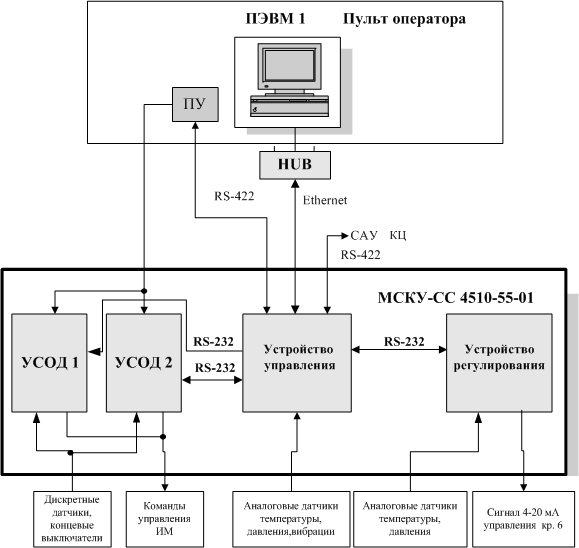 ПЭВМ 1 Пульт оператора
ПУ
HUB
RS-422
Ethernet
САУ КЦ
RS-422
МСКУ-СС 4510-55-01
УСОД 1
УСОД 2
RS-232
RS-232
Устройство
управления
RS-232
Устройство
регулирования
Дискретные
датчики,
концевые
выключатели
Команды
управления
ИМ
Аналоговые датчики
температуры,
давления,вибрации
Аналоговые датчики
температуры,
давления
Сигнал 4-20 мА
управления кр. 6